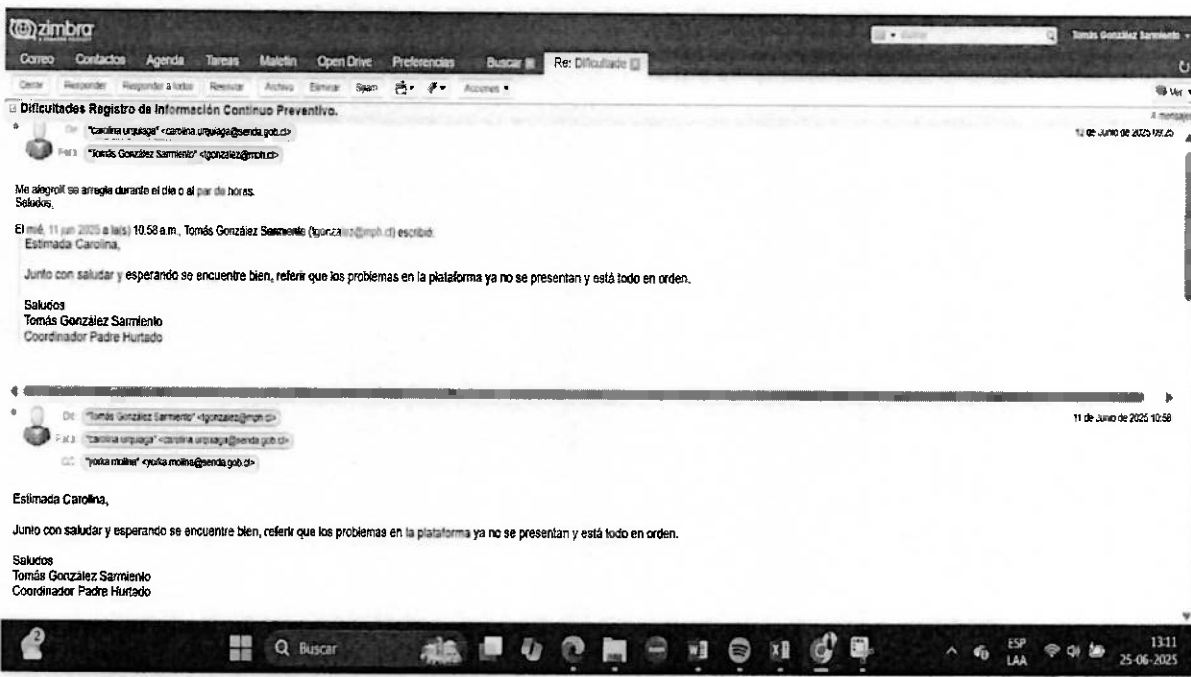 zimbra
Tomás González Sarmiento
Correo Contactos Agenda Tareas Maletín Open Drive Preferencias Buscar Re: Dificultade
Cerrar Responder Responder a todos Reenviar Archivo Eliminar Spam Acciones Ver
Dificultades Registro de Información Continuo Preventivo.
4 mensajes
De: "carolina urquiaga" <carolina.urquiaga@senda.gob.cl>
12 de Junio de 2025 09:25
Para: "Tomás González Sarmiento" <tgonzalez@mph.cl>
Me alegro!! se arregla durante el día o al par de horas.
Saludos,
El mié, 11 jun 2025 a la(s) 10:58 a.m., Tomás González Sarmiento (tgonzalez@mph.cl) escribió:
Estimada Carolina,
Junto con saludar y esperando se encuentre bien, referir que los problemas en la plataforma ya no se presentan y está todo en orden.
Saludos
Tomás González Sarmiento
Coordinador Padre Hurtado
De: "Tomás González Sarmiento" <tgonzalez@mph.cl>
11 de Junio de 2025 10:58
Para: "carolina urquiaga" <carolina.urquiaga@senda.gob.cl>
CC: "yorka molina" <yorka.molina@senda.gob.cl>
Estimada Carolina,
Junto con saludar y esperando se encuentre bien, referir que los problemas en la plataforma ya no se presentan y está todo en orden.
Saludos
Tomás González Sarmiento
Coordinador Padre Hurtado
2
Buscar
ESP
LAA
13:11
25-06-2025